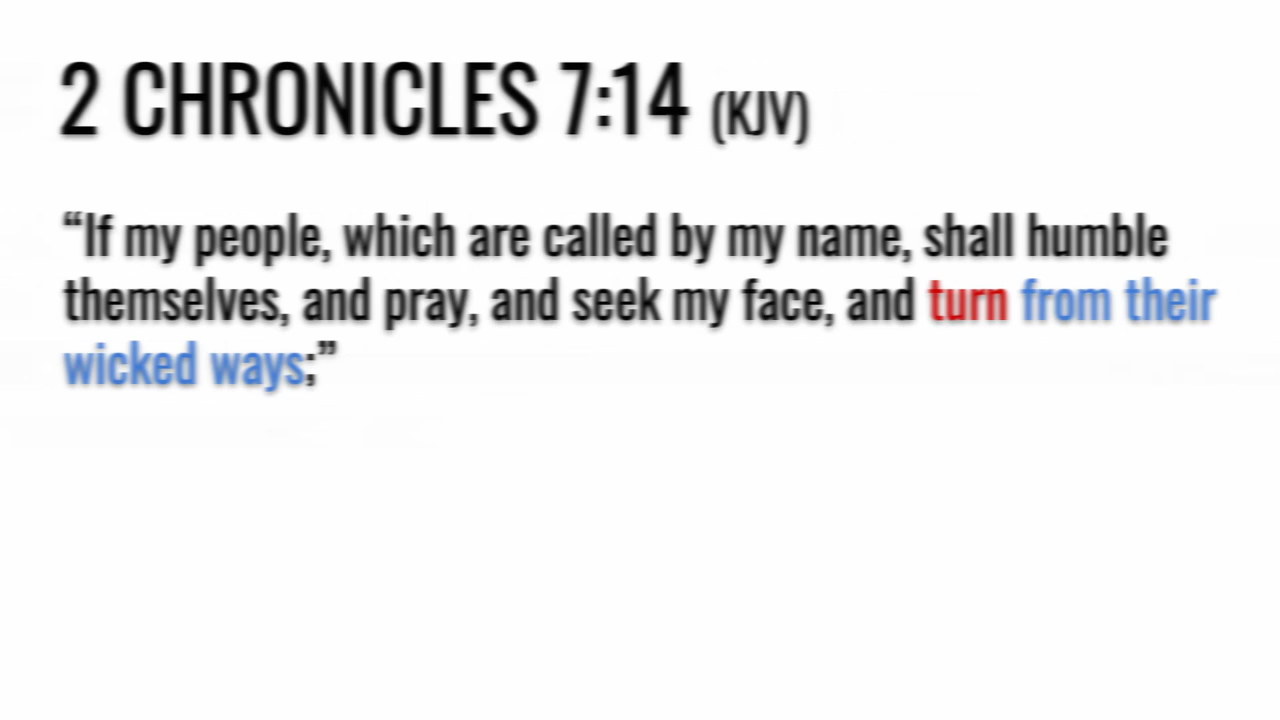 2 CHRONICLES 7:14 (KJV)
“If my people, which are called by my name, shall humble
themselves, and pray, and seek my face, and turn from their
wicked ways;”